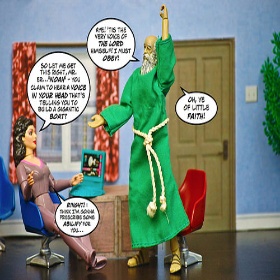 AYE! 'TIS THE
VERY VOICE OF
THE LORD
HIMSELF! I MUST
OBEY!
SO LET ME GET
THIS RIGHT, MR.
ER... "NOAH" - YOU
CLAIM TO HEAR A VOICE
IN YOUR HEAD THAT'S
TELLING YOU TO
BUILD A GIGANTIC
BOAT?
OH, YE
OF LITTLE
FAITH!
RIGHT! I
THINK I'M GONNA
PRESCRIBE SOME
ABILIFY FOR
YOU...